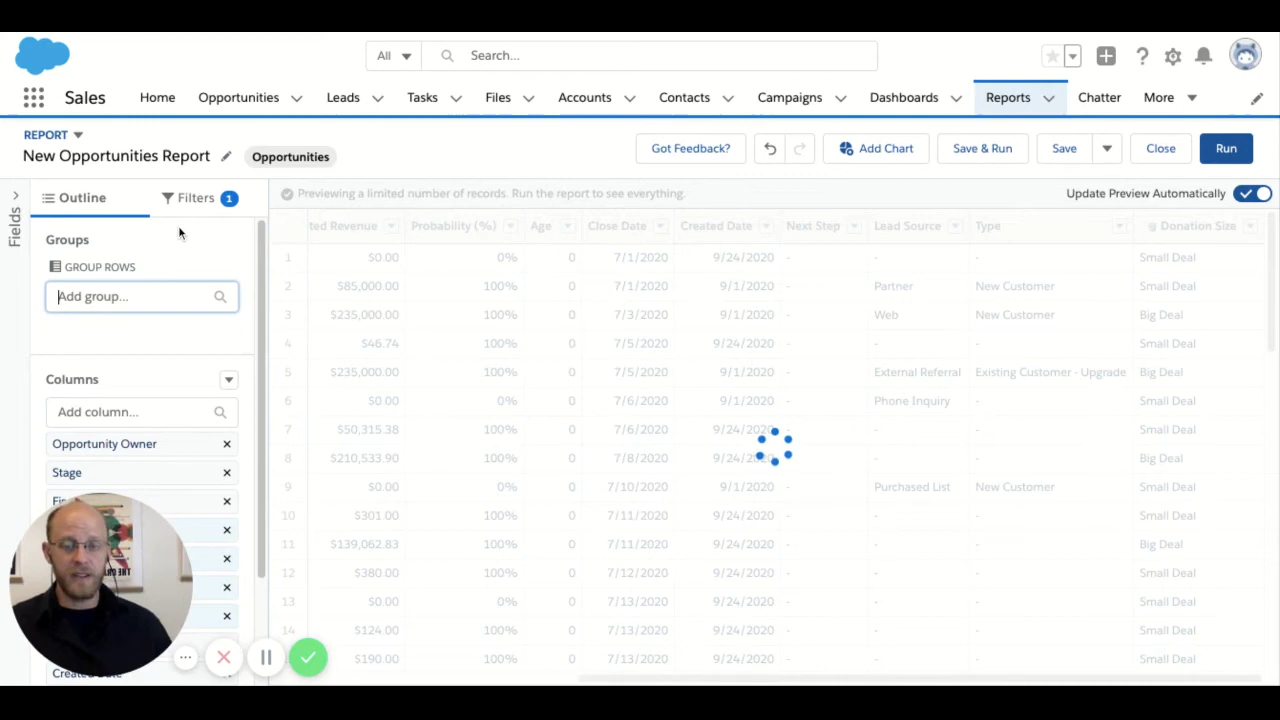 All
Search...
Sales
Home
Opportunities
Leads
Tasks
Files
Accounts
Contacts
Campaigns
Dashboards
Reports
Chatter
More
REPORT
New Opportunities Report
Opportunities
Got Feedback?
Add Chart
Save & Run
Save
Close
Run
Fields
Outline
Filters 1
Previewing a limited number of records. Run the report to see everything.
Update Preview Automatically
Groups
GROUP ROWS
Add group...
Columns
Add column...
Opportunity Owner
Stage
ted Revenue Probability (%) Age Close Date Created Date Next Step Lead Source Type Donation Size
1 $0.00 0% 0 7/1/2020 9/24/2020 - - - Small Deal
2 $85,000.00 100% 0 7/1/2020 9/1/2020 - Partner New Customer Small Deal
3 $235,000.00 100% 0 7/3/2020 9/1/2020 - Web New Customer Big Deal
4 $46.74 100% 0 7/5/2020 9/24/2020 - - - Small Deal
5 $235,000.00 100% 0 7/5/2020 9/1/2020 - External Referral Existing Customer - Upgrade Big Deal
6 $0.00 0% 0 7/6/2020 9/1/2020 - Phone Inquiry - Small Deal
7 $50,315.38 100% 0 7/6/2020 9/24/2020 - - - Small Deal
8 $210,533.90 100% 0 7/8/2020 9/24/2020 - - - Big Deal
9 $0.00 0% 0 7/10/2020 9/1/2020 - Purchased List New Customer Small Deal
10 $301.00 100% 0 7/11/2020 9/24/2020 - - - Small Deal
11 $139,062.83 100% 0 7/11/2020 9/24/2020 - - - Big Deal
12 $380.00 100% 0 7/12/2020 9/24/2020 - - - Small Deal
13 $0.00 0% 0 7/13/2020 9/24/2020 - - - Small Deal
14 $124.00 100% 0 7/13/2020 9/24/2020 - - - Small Deal
$190.00 100% 0 7/13/2020 9/24/2020 - - - Small Deal